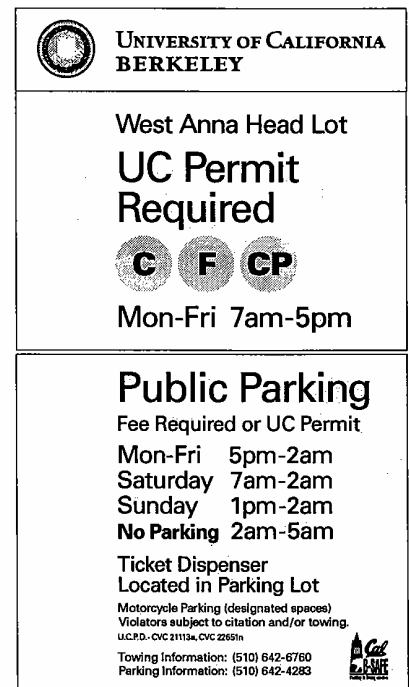 UNIVERSITY OF CALIFORNIA
BERKELEY
West Anna Head Lot
UC Permit
Required
C F CP
Mon-Fri 7am-5pm
Public Parking
Fee Required or UC Permit
Mon-Fri 5pm-2am
Saturday 7am-2am
Sunday 1pm-2am
No Parking 2am-5am
Ticket Dispenser
Located in Parking Lot
Motorcycle Parking (designated spaces)
Violators subject to citation and/or towing.
U.C.P.D.- CVC 21113a, CVC 22651n
Towing Information: (510) 642-6760
Parking Information: (510) 642-4283
Cal
B-SAFE